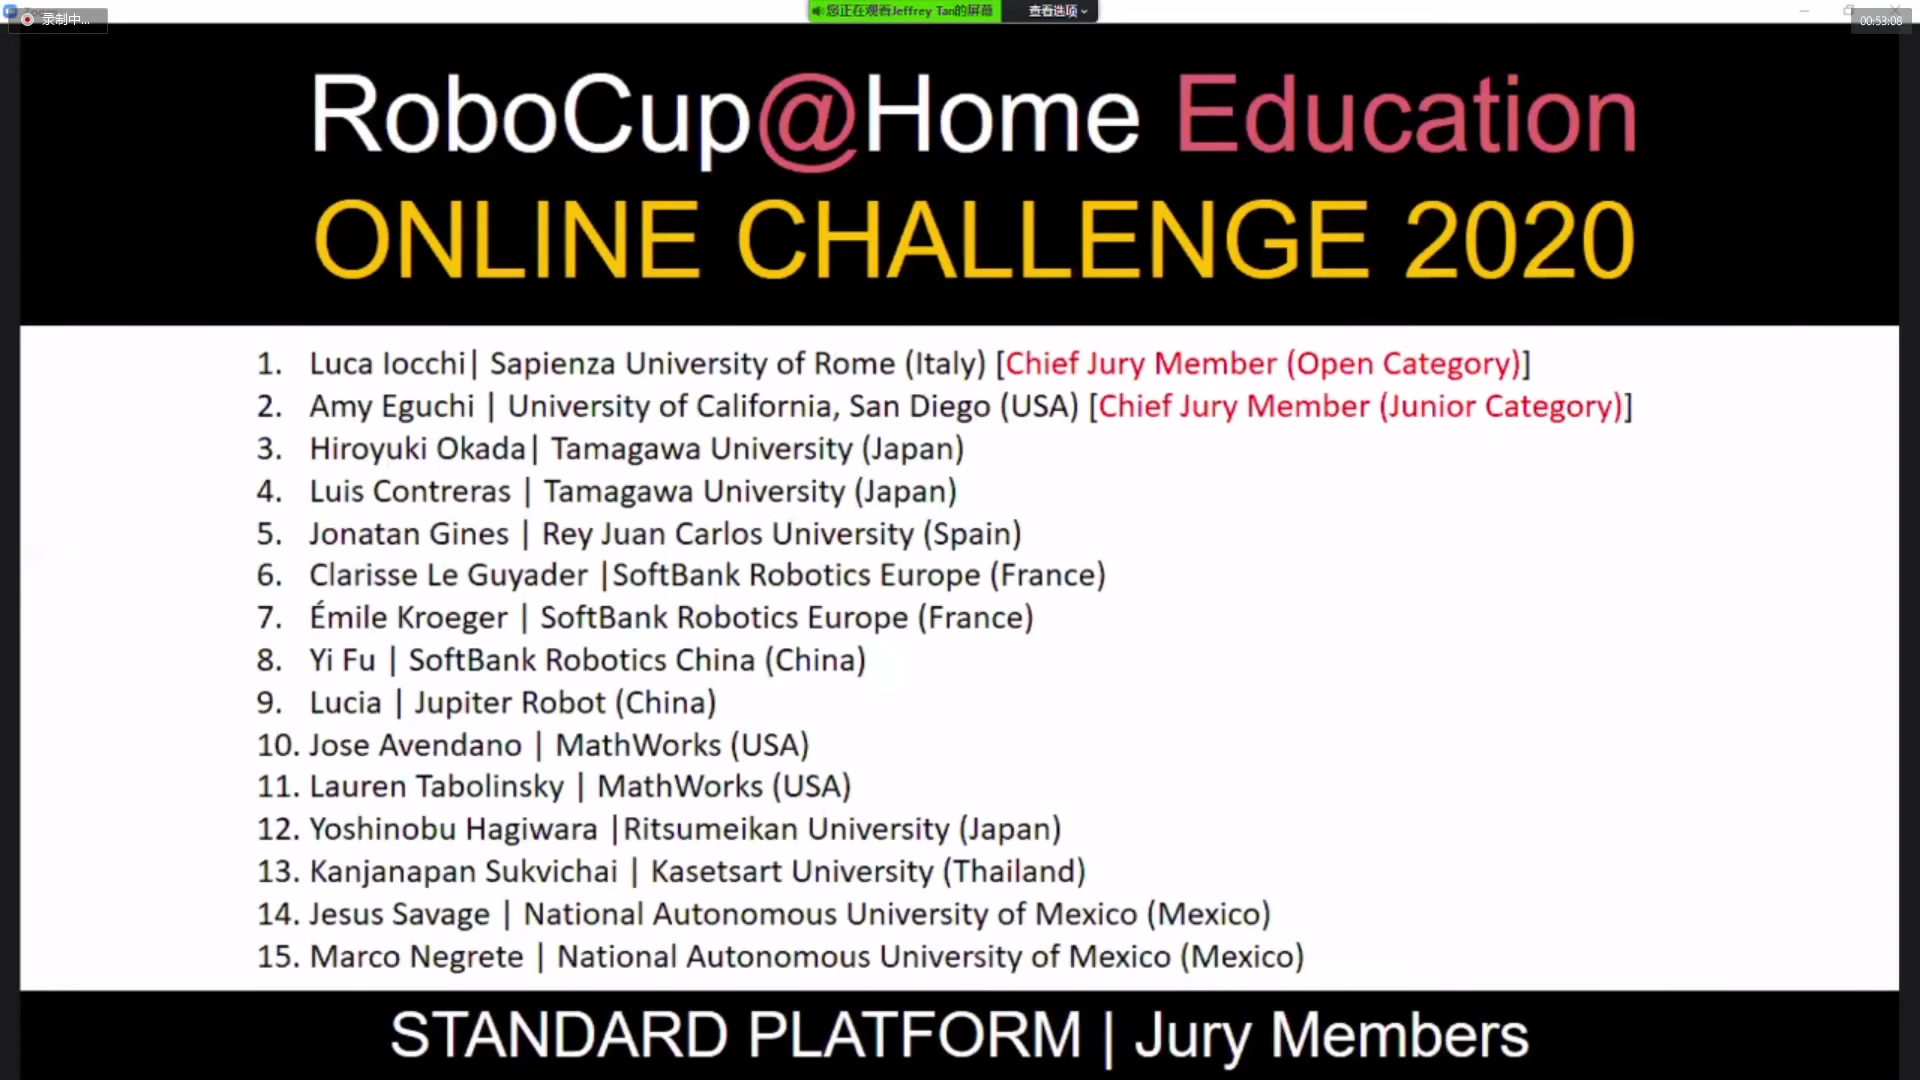 录制中...
您正在观看Jeffrey Tan的屏幕
查看选项
00:53:08
RoboCup@Home Education
ONLINE CHALLENGE 2020
1. Luca Iocchi| Sapienza University of Rome (Italy) [Chief Jury Member (Open Category)]
2. Amy Eguchi | University of California, San Diego (USA) [Chief Jury Member (Junior Category)]
3. Hiroyuki Okada| Tamagawa University (Japan)
4. Luis Contreras | Tamagawa University (Japan)
5. Jonatan Gines | Rey Juan Carlos University (Spain)
6. Clarisse Le Guyader |SoftBank Robotics Europe (France)
7. Émile Kroeger | SoftBank Robotics Europe (France)
8. Yi Fu | SoftBank Robotics China (China)
9. Lucia | Jupiter Robot (China)
10. Jose Avendano | MathWorks (USA)
11. Lauren Tabolinsky | MathWorks (USA)
12. Yoshinobu Hagiwara |Ritsumeikan University (Japan)
13. Kanjanapan Sukvichai | Kasetsart University (Thailand)
14. Jesus Savage | National Autonomous University of Mexico (Mexico)
15. Marco Negrete | National Autonomous University of Mexico (Mexico)
STANDARD PLATFORM | Jury Members